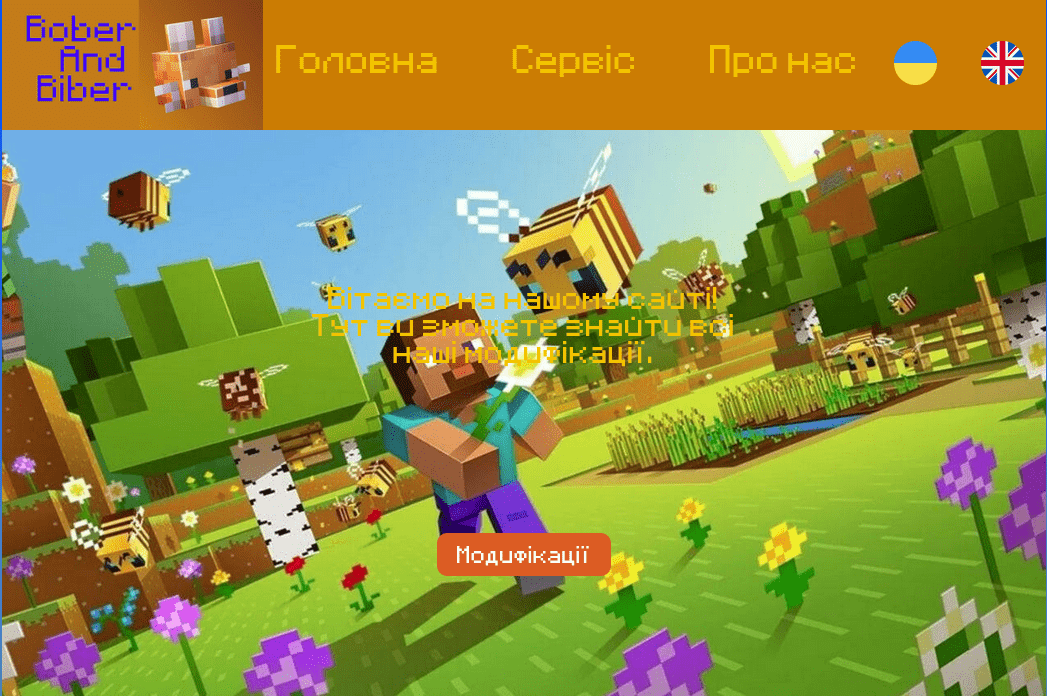 Bober
And
Biber
Головна
Сервіс
Про нас
Вітаємо на нашому сайті!
Тут ви зможете знайти всі
наші модифікації.
Модифікації